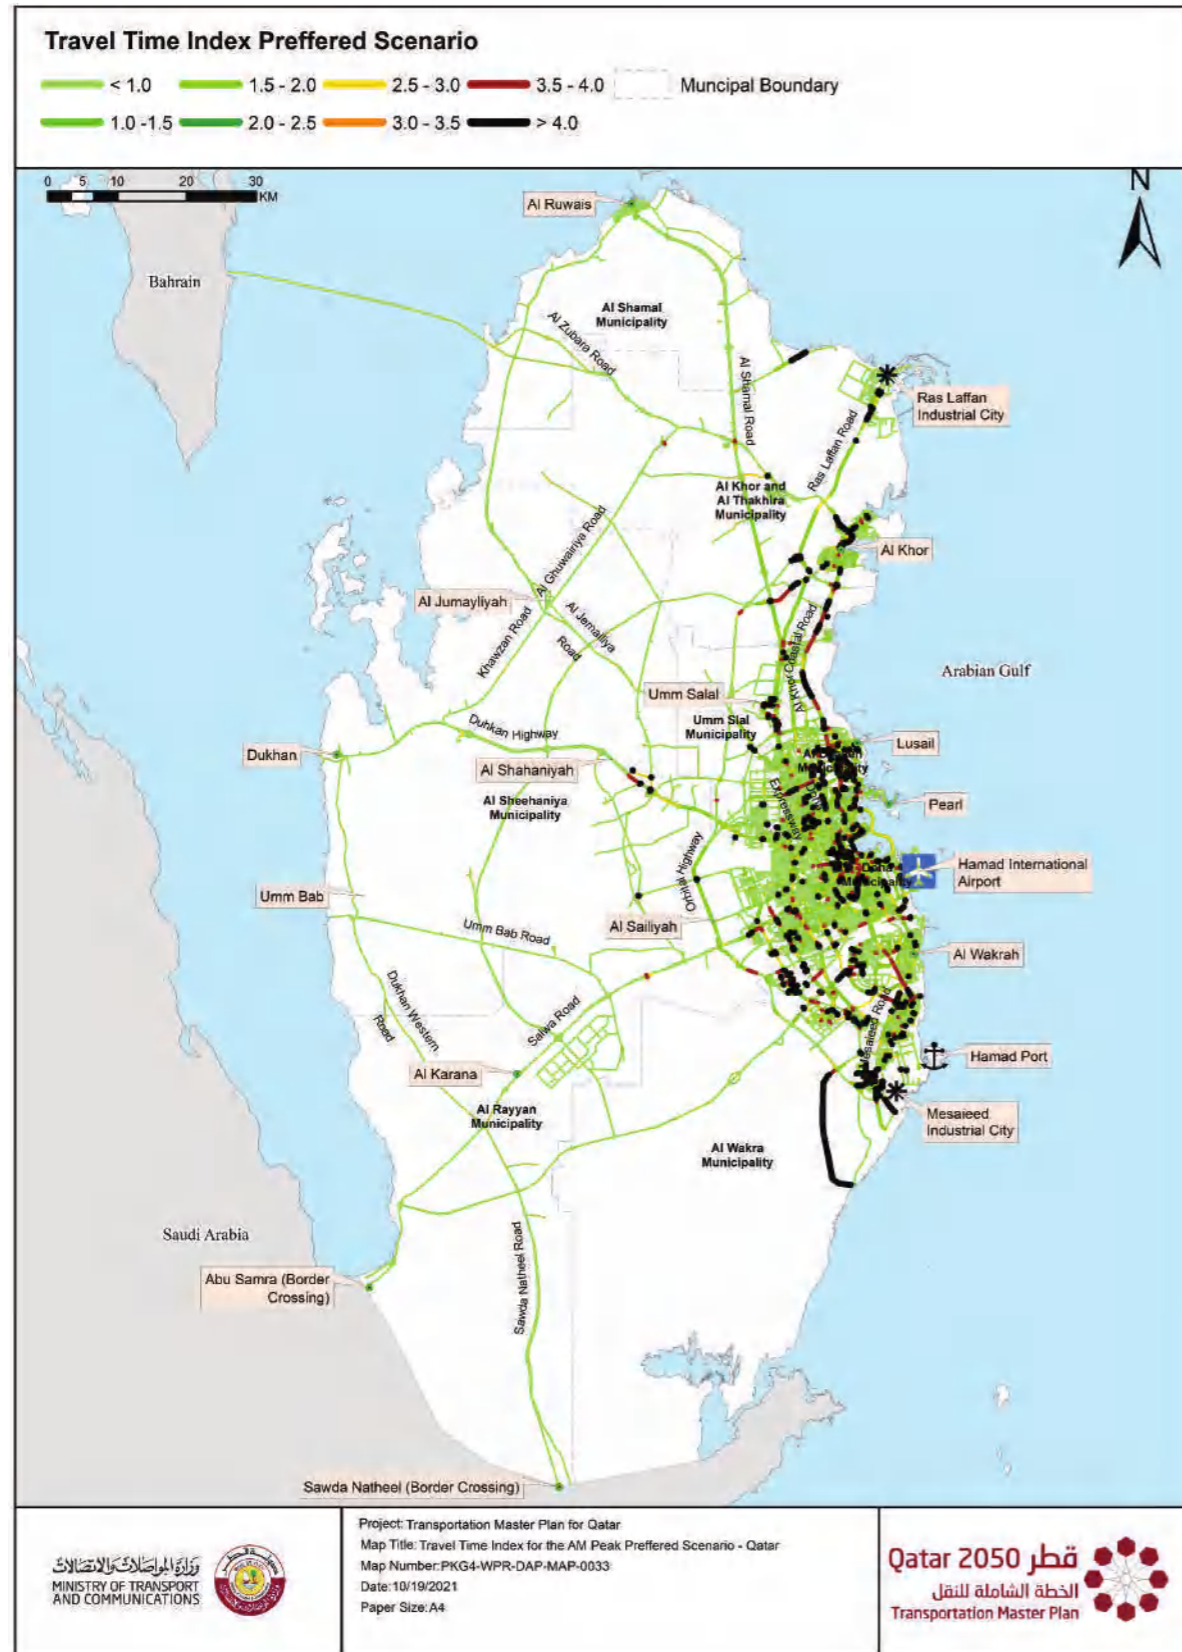 Travel Time Index Preffered Scenario
< 1.0
1.5 - 2.0
2.5 - 3.0
3.5 - 4.0
Muncipal Boundary
1.0 -1.5
2.0 - 2.5
3.0 - 3.5
> 4.0
0 5 10 20 30
KM
N
Al Ruwais
Bahrain
Al Shamal
Municipality
Al Zubara Road
Al Shamal Road
Ras Laffan
Industrial City
Ras Laffan Road
Al Khor and
Al Thakhira
Municipality
Al Khor
Al Ghuwairiya Road
Al Jumayliyah
Al Jemailiya
Road
Khawzan Road
Al Khor Coastal Road
Arabian Gulf
Umm Salal
Umm Slal
Municipality
Duhkan Highway
Lusail
Dukhan
Al Shahaniyah
Al Sheehaniya
Municipality
Expressway
Pearl
Orbital Highway
Hamad International
Airport
Doha
Municipality
Umm Bab
Al Sailiyah
Umm Bab Road
Al Wakrah
Dukhan Western
Road
Salwa Road
Mesaieed Road
Hamad Port
Al Karana
Al Rayyan
Municipality
Mesaieed
Industrial City
Al Wakra
Municipality
Saudi Arabia
Sawda Natheel Road
Abu Samra (Border
Crossing)
Sawda Natheel (Border Crossing)
وزارة المواصلات والاتصالات
MINISTRY OF TRANSPORT
AND COMMUNICATIONS
Project: Transportation Master Plan for Qatar
Map Title: Travel Time Index for the AM Peak Preffered Scenario - Qatar
Map Number: PKG4-WPR-DAP-MAP-0033
Date: 10/19/2021
Paper Size: A4
Qatar 2050 قطر
الخطة الشاملة للنقل
Transportation Master Plan